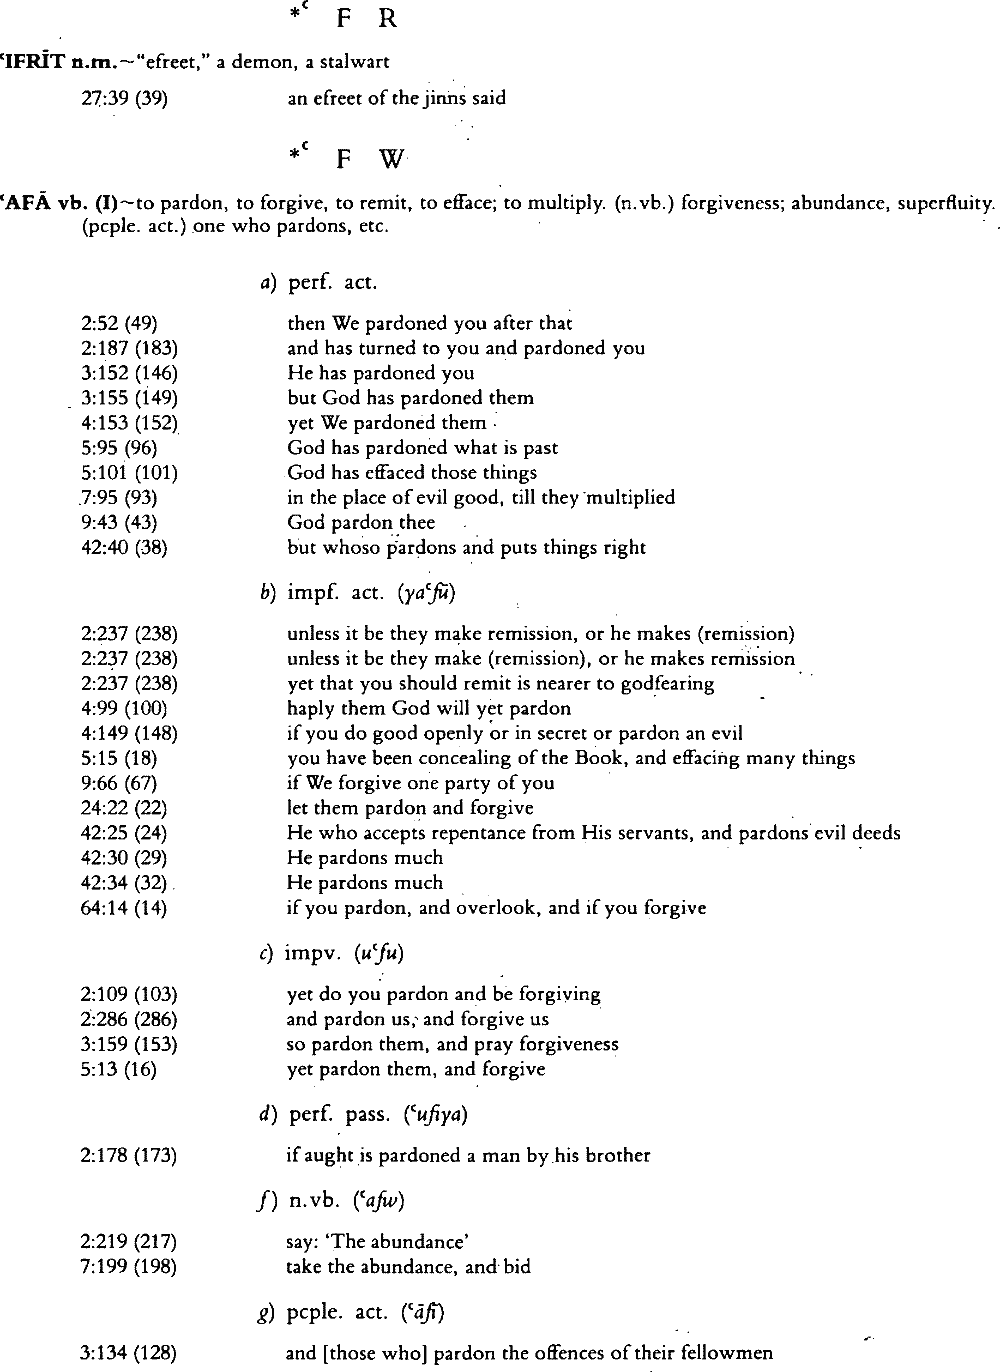 *ʿ F R
ʿIFRĪT n.m.~“efreet,” a demon, a stalwart
27:39 (39) an efreet of the jinns said
*ʿ F W
ʿAFĀ vb. (I)~to pardon, to forgive, to remit, to efface; to multiply. (n.vb.) forgiveness; abundance, superfluity.
(pcple. act.) one who pardons, etc.
a) perf. act.
2:52 (49) then We pardoned you after that
2:187 (183) and has turned to you and pardoned you
3:152 (146) He has pardoned you
3:155 (149) but God has pardoned them
4:153 (152) yet We pardoned them
5:95 (96) God has pardoned what is past
5:101 (101) God has effaced those things
7:95 (93) in the place of evil good, till they multiplied
9:43 (43) God pardon thee
42:40 (38) but whoso pardons and puts things right
b) impf. act. (yaʿfū)
2:237 (238) unless it be they make remission, or he makes (remission)
2:237 (238) unless it be they make (remission), or he makes remission
2:237 (238) yet that you should remit is nearer to godfearing
4:99 (100) haply them God will yet pardon
4:149 (148) if you do good openly or in secret or pardon an evil
5:15 (18) you have been concealing of the Book, and effacing many things
9:66 (67) if We forgive one party of you
24:22 (22) let them pardon and forgive
42:25 (24) He who accepts repentance from His servants, and pardons evil deeds
42:30 (29) He pardons much
42:34 (32) He pardons much
64:14 (14) if you pardon, and overlook, and if you forgive
c) impv. (uʿfu)
2:109 (103) yet do you pardon and be forgiving
2:286 (286) and pardon us, and forgive us
3:159 (153) so pardon them, and pray forgiveness
5:13 (16) yet pardon them, and forgive
d) perf. pass. (ʿufiya)
2:178 (173) if aught is pardoned a man by his brother
f) n.vb. (ʿafw)
2:219 (217) say: ‘The abundance’
7:199 (198) take the abundance, and bid
g) pcple. act. (ʿāfī)
3:134 (128) and [those who] pardon the offences of their fellowmen